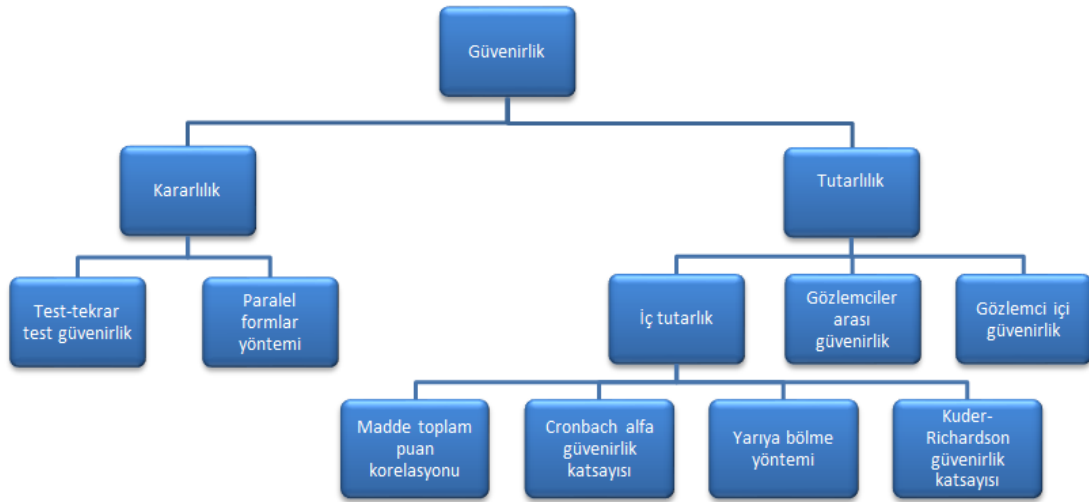 Güvenirlik
Kararlılık
Tutarlılık
Test-tekrar
test güvenirlik
Paralel
formlar
yöntemi
İç tutarlık
Gözlemciler
arası
güvenirlik
Gözlemci içi
güvenirlik
Madde toplam
puan
korelasyonu
Cronbach alfa
güvenirlik
katsayısı
Yarıya bölme
yöntemi
Kuder-
Richardson
güvenirlik
katsayısı